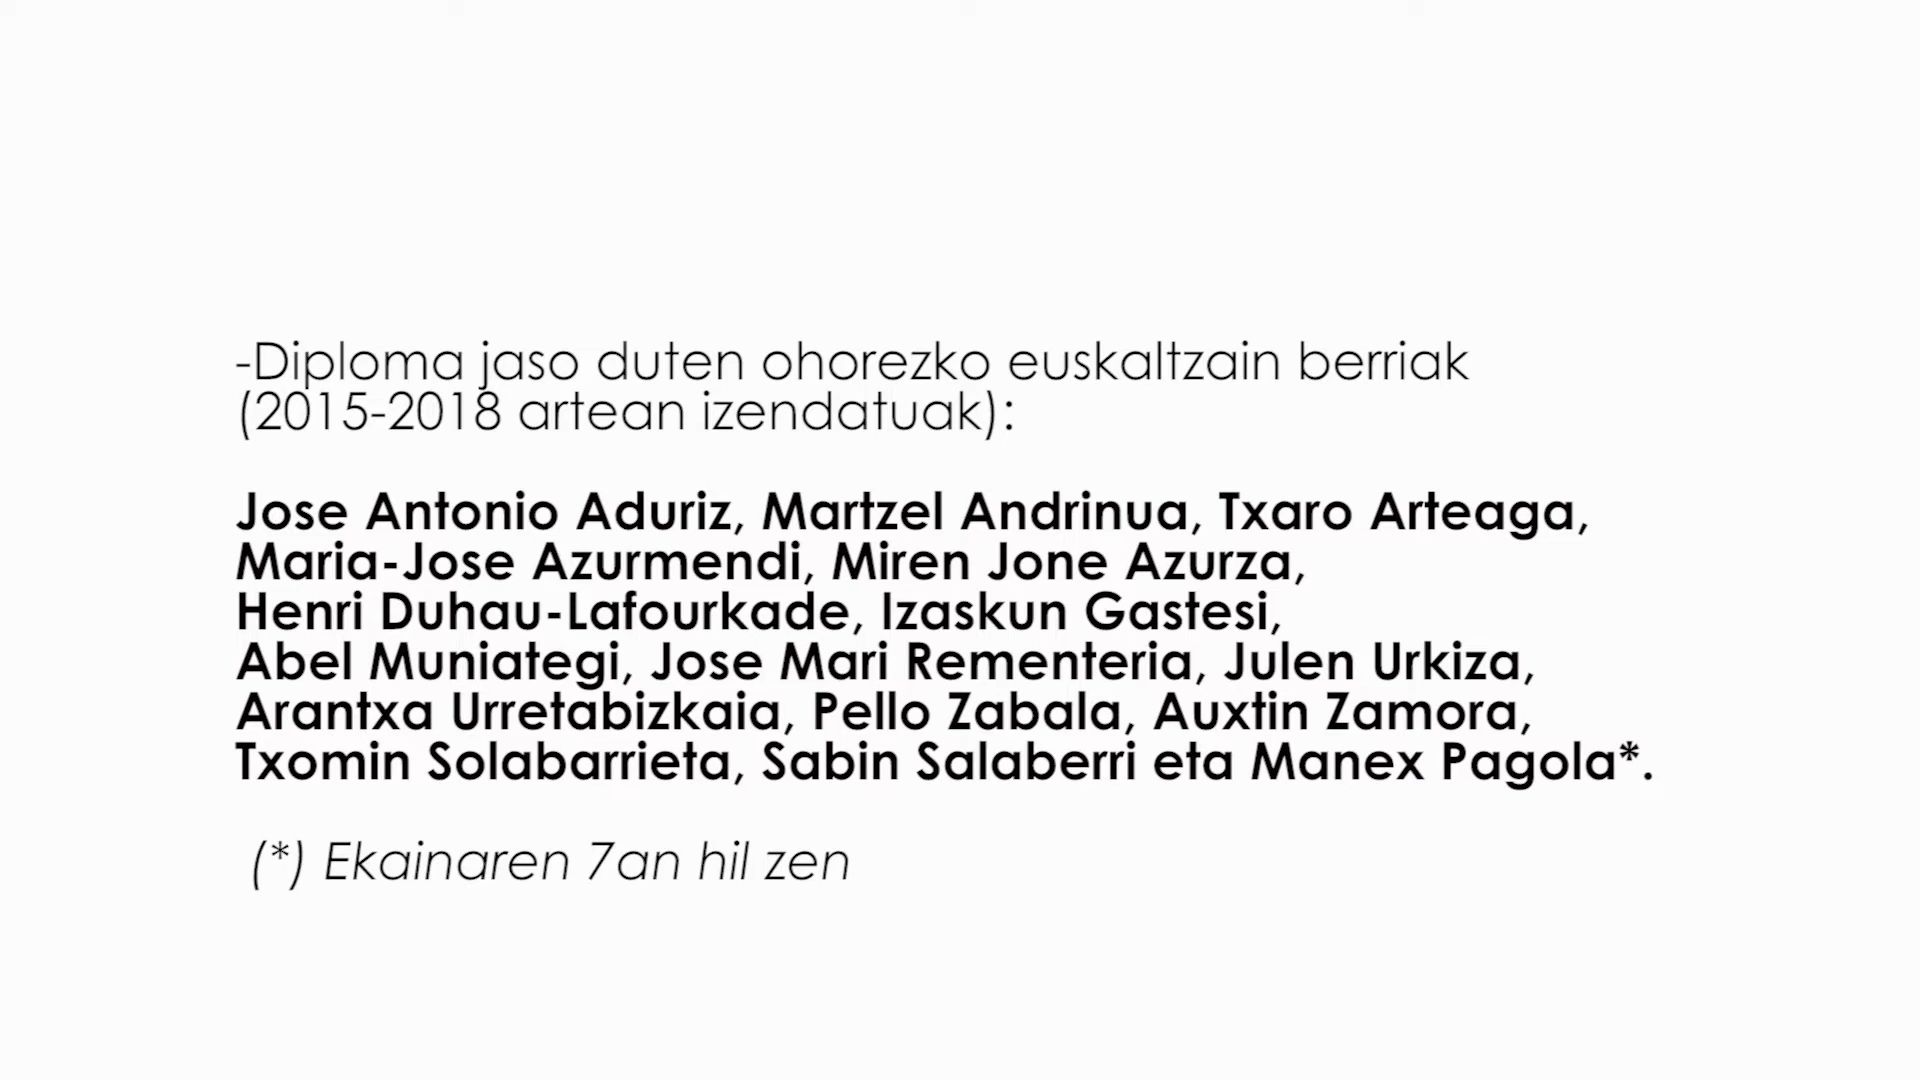 -Diploma jaso duten ohorezko euskaltzain berriak
(2015-2018 artean izendatuak):
Jose Antonio Aduriz, Martzel Andrinua, Txaro Arteaga,
Maria-Jose Azurmendi, Miren Jone Azurza,
Henri Duhau-Lafourkade, Izaskun Gastesi,
Abel Muniategi, Jose Mari Rementeria, Julen Urkiza,
Arantxa Urretabizkaia, Pello Zabala, Auxtin Zamora,
Txomin Solabarrieta, Sabin Salaberri eta Manex Pagola*.
(*) Ekainaren 7an hil zen